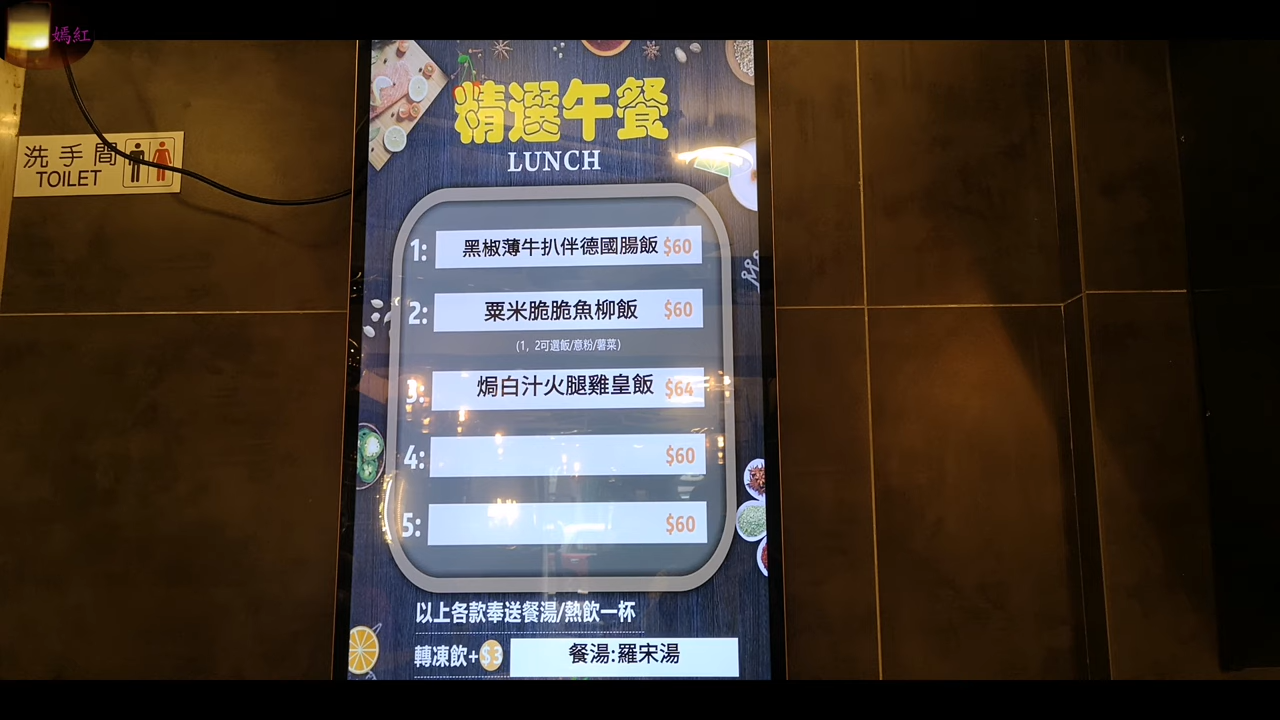 嫣紅
洗手間
TOILET
精選午餐
LUNCH
1: 黑椒薄牛扒伴德國腸飯 $60
2: 粟米脆脆魚柳飯 $60
(1, 2可選飯/意粉/薯菜)
3: 焗白汁火腿雞皇飯 $64
4: $60
5: $60
以上各款奉送餐湯/熱飲一杯
轉凍飲+$3 餐湯:羅宋湯